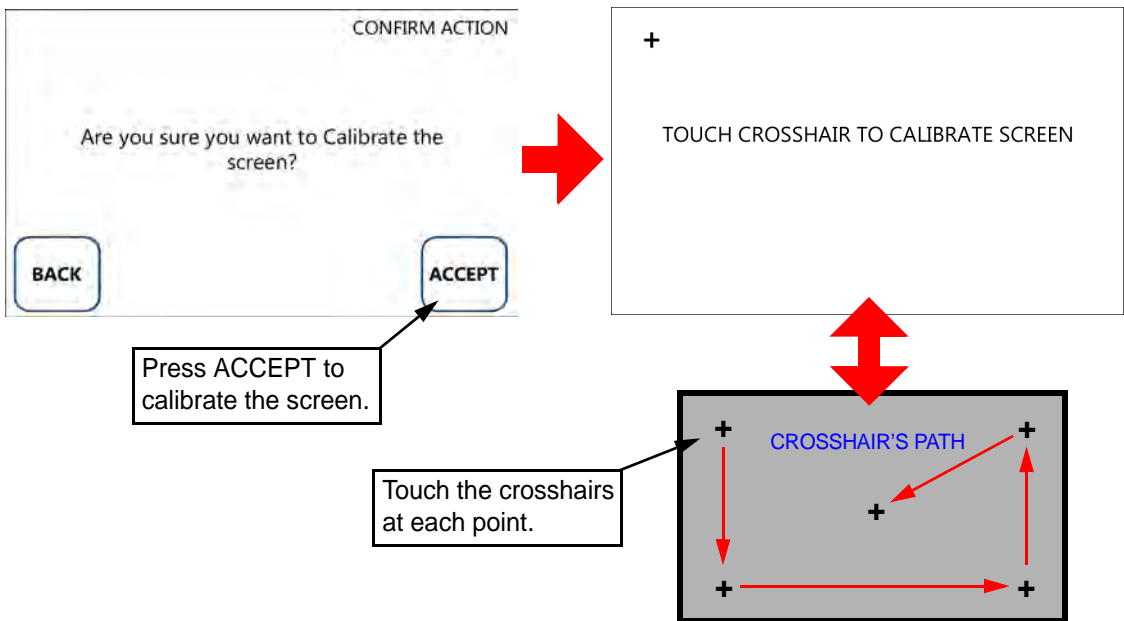 CONFIRM ACTION
Are you sure you want to Calibrate the
screen?
BACK
ACCEPT
Press ACCEPT to
calibrate the screen.
+
TOUCH CROSSHAIR TO CALIBRATE SCREEN
CROSSHAIR'S PATH
Touch the crosshairs
at each point.